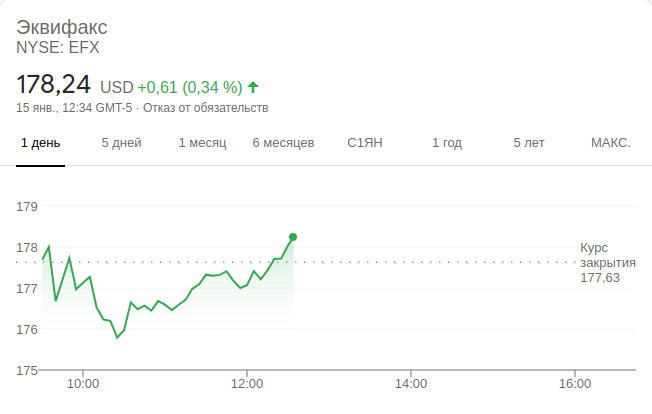 Эквифакс
NYSE: EFX
178,24 USD +0,61 (0,34 %)
15 янв., 12:34 GMT-5 · Отказ от обязательств
1 день 5 дней 1 месяц 6 месяцев С1ЯН 1 год 5 лет МАКС.
179
178
177
176
175
Курс
закрытия
177,63
10:00 12:00 14:00 16:00